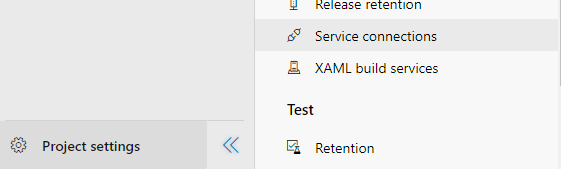 Release retention
Service connections
XAML build services
Test
Project settings
Retention